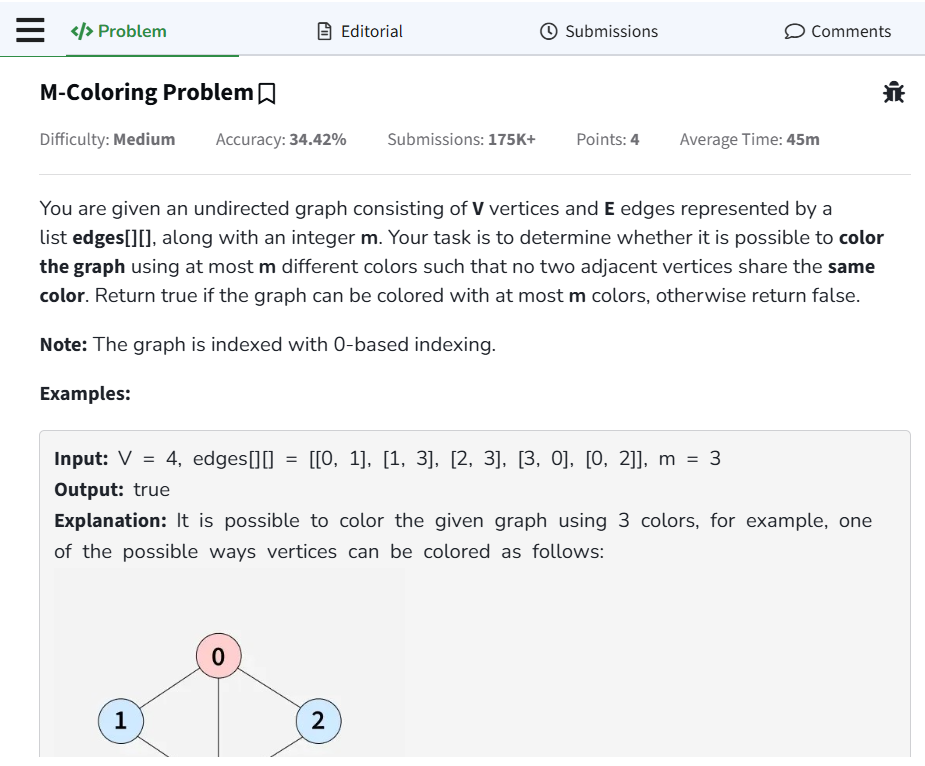 </> Problem Editorial Submissions Comments
M-Coloring Problem
Difficulty: Medium Accuracy: 34.42% Submissions: 175K+ Points: 4 Average Time: 45m
You are given an undirected graph consisting of V vertices and E edges represented by a
list edges[][], along with an integer m. Your task is to determine whether it is possible to color
the graph using at most m different colors such that no two adjacent vertices share the same
color. Return true if the graph can be colored with at most m colors, otherwise return false.
Note: The graph is indexed with 0-based indexing.
Examples:
Input: V = 4, edges[][] = [[0, 1], [1, 3], [2, 3], [3, 0], [0, 2]], m = 3
Output: true
Explanation: It is possible to color the given graph using 3 colors, for example, one
of the possible ways vertices can be colored as follows:
0
1 2